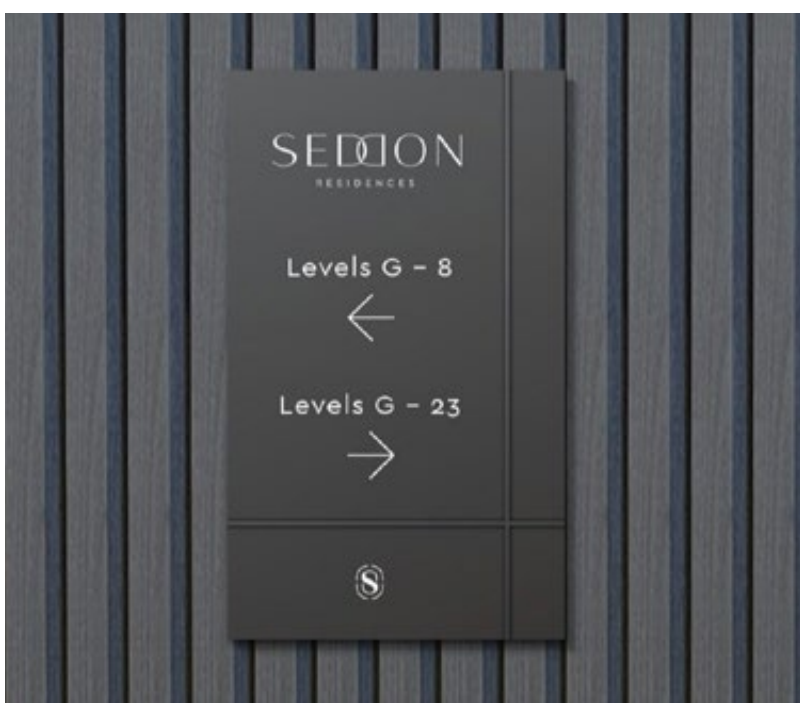 SEDDON
RESIDENCES
Levels G – 8
←
Levels G – 23
→
S